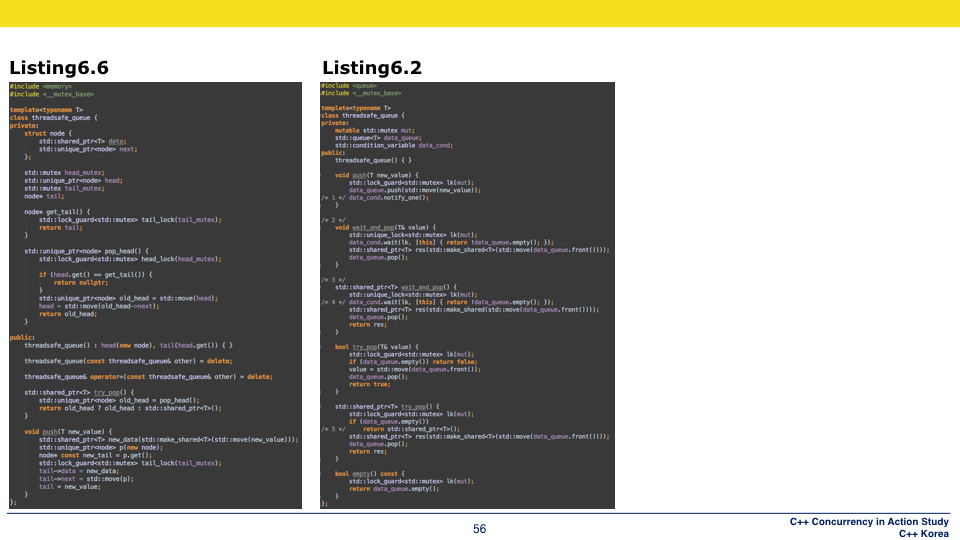 Listing6.6
#include <memory>
#include <__mutex_base>

template<typename T>
class threadsafe_queue {
private:
    struct node {
        std::shared_ptr<T> data;
        std::unique_ptr<node> next;
    };

    std::mutex head_mutex;
    std::unique_ptr<node> head;
    std::mutex tail_mutex;
    node* tail;

    node* get_tail() {
        std::lock_guard<std::mutex> tail_lock(tail_mutex);
        return tail;
    }

    std::unique_ptr<node> pop_head() {
        std::lock_guard<std::mutex> head_lock(head_mutex);

        if (head.get() == get_tail()) {
            return nullptr;
        }
        std::unique_ptr<node> old_head = std::move(head);
        head = std::move(old_head->next);
        return old_head;
    }

public:
    threadsafe_queue() : head(new node), tail(head.get()) { }

    threadsafe_queue(const threadsafe_queue& other) = delete;

    threadsafe_queue& operator=(const threadsafe_queue& other) = delete;

    std::shared_ptr<T> try_pop() {
        std::unique_ptr<node> old_head = pop_head();
        return old_head ? old_head : std::shared_ptr<T>();
    }

    void push(T new_value) {
        std::shared_ptr<T> new_data(std::make_shared<T>(std::move(new_value)));
        std::unique_ptr<node> p(new node);
        node* const new_tail = p.get();
        std::lock_guard<std::mutex> tail_lock(tail_mutex);
        tail->data = new_data;
        tail->next = std::move(p);
        tail = new_value;
    }
};
Listing6.2
#include <queue>
#include <__mutex_base>

template<typename T>
class threadsafe_queue {
private:
    mutable std::mutex mut;
    std::queue<T> data_queue;
    std::condition_variable data_cond;
public:
    threadsafe_queue() { }

    void push(T new_value) {
        std::lock_guard<std::mutex> lk(mut);
        data_queue.push(std::move(new_value));
/* 1 */ data_cond.notify_one();
    }

/* 2 */
    void wait_and_pop(T& value) {
        std::unique_lock<std::mutex> lk(mut);
        data_cond.wait(lk, [this] { return !data_queue.empty(); });
        std::shared_ptr<T> res(std::make_shared<T>(std::move(data_queue.front())));
        data_queue.pop();
    }

/* 3 */
    std::shared_ptr<T> wait_and_pop() {
        std::unique_lock<std::mutex> lk(mut);
/* 4 */ data_cond.wait(lk, [this] { return !data_queue.empty(); });
        std::shared_ptr<T> res(std::make_shared(std::move(data_queue.front())));
        data_queue.pop();
        return res;
    }

    bool try_pop(T& value) {
        std::lock_guard<std::mutex> lk(mut);
        if (data_queue.empty()) return false;
        value = std::move(data_queue.front());
        data_queue.pop();
        return true;
    }

    std::shared_ptr<T> try_pop() {
        std::lock_guard<std::mutex> lk(mut);
        if (data_queue.empty())
/* 5 */     return std::shared_ptr<T>();
        std::shared_ptr<T> res(std::make_shared<T>(std::move(data_queue.front())));
        data_queue.pop();
        return res;
    }

    bool empty() const {
        std::lock_guard<std::mutex> lk(mut);
        return data_queue.empty();
    }
};
56
C++ Concurrency in Action Study
C++ Korea